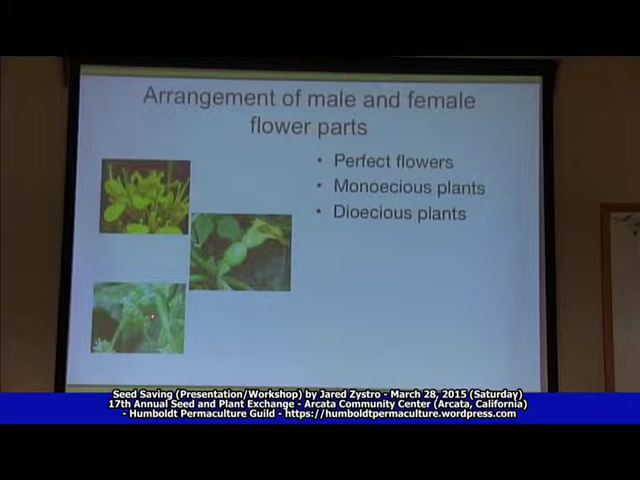 Arrangement of male and female
flower parts
• Perfect flowers
• Monoecious plants
• Dioecious plants
Seed Saving (Presentation/Workshop) by Jared Zystro - March 28, 2015 (Saturday)
17th Annual Seed and Plant Exchange - Arcata Community Center (Arcata, California)
- Humboldt Permaculture Guild - https://humboldtpermaculture.wordpress.com